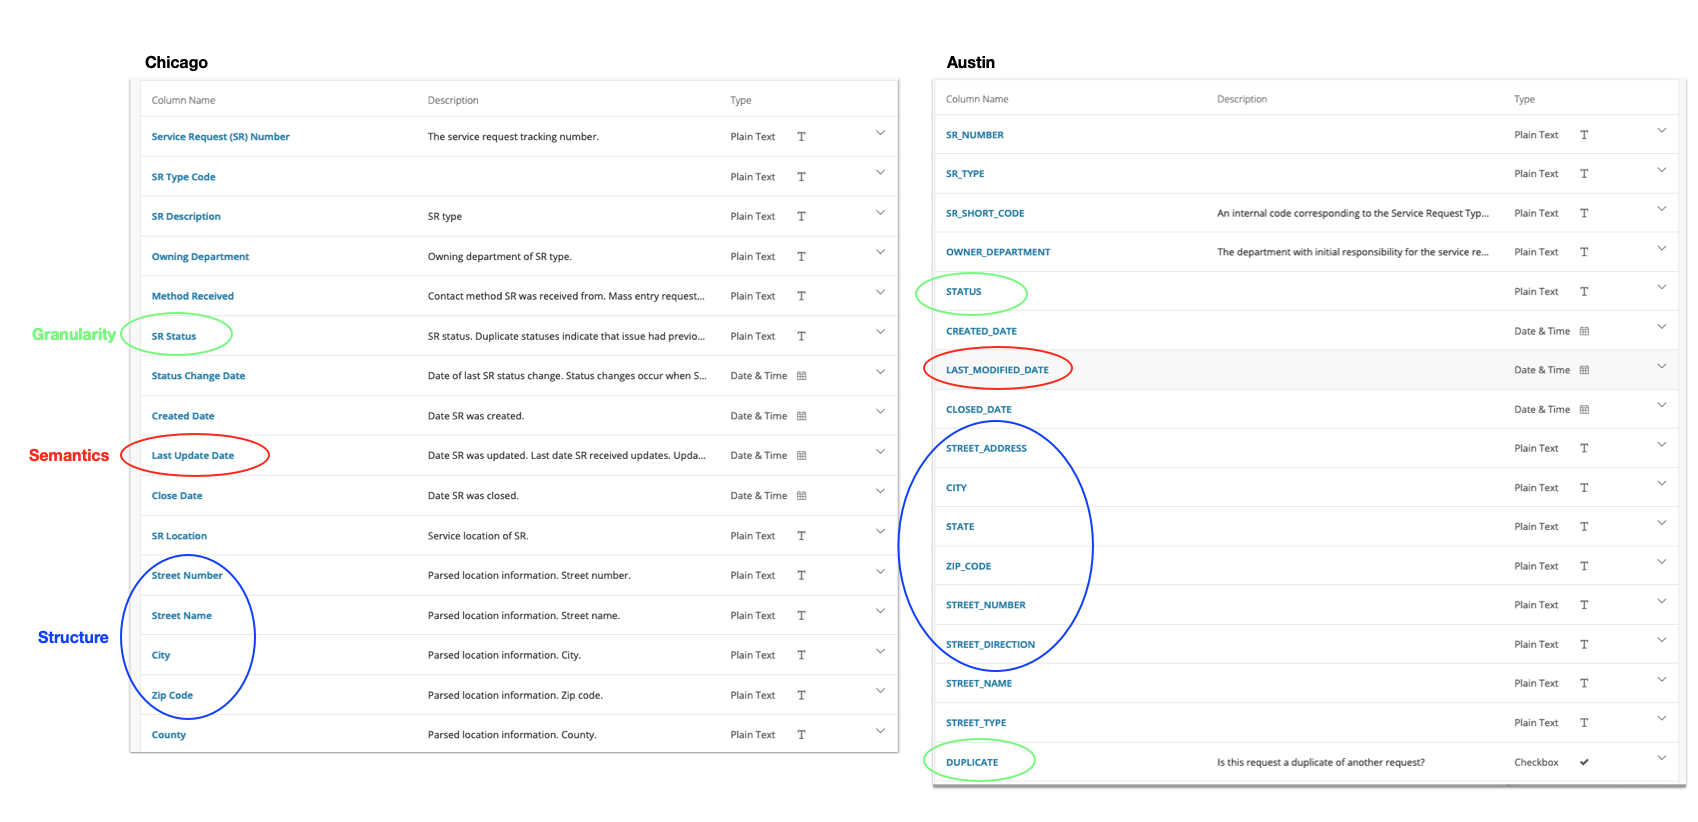 Chicago
Column Name Description Type
Service Request (SR) Number The service request tracking number. Plain Text
SR Type Code Plain Text
SR Description SR type Plain Text
Owning Department Owning department of SR type. Plain Text
Method Received Contact method SR was received from. Mass entry request... Plain Text
Granularity
SR Status SR status. Duplicate statuses indicate that issue had previo... Plain Text
Status Change Date Date of last SR status change. Status changes occur when S... Date & Time
Created Date Date SR was created. Date & Time
Semantics
Last Update Date Date SR was updated. Last date SR received updates. Upda... Date & Time
Close Date Date SR was closed. Date & Time
SR Location Service location of SR. Plain Text
Street Number Parsed location information. Street number. Plain Text
Street Name Parsed location information. Street name. Plain Text
Structure
City Parsed location information. City. Plain Text
Zip Code Parsed location information. Zip code. Plain Text
County Parsed location information. County. Plain Text
Austin
Column Name Description Type
SR_NUMBER Plain Text
SR_TYPE Plain Text
SR_SHORT_CODE An internal code corresponding to the Service Request Typ... Plain Text
OWNER_DEPARTMENT The department with initial responsibility for the service re... Plain Text
STATUS Plain Text
CREATED_DATE Date & Time
LAST_MODIFIED_DATE Date & Time
CLOSED_DATE Date & Time
STREET_ADDRESS Plain Text
CITY Plain Text
STATE Plain Text
ZIP_CODE Plain Text
STREET_NUMBER Plain Text
STREET_DIRECTION Plain Text
STREET_NAME Plain Text
STREET_TYPE Plain Text
DUPLICATE Is this request a duplicate of another request? Checkbox